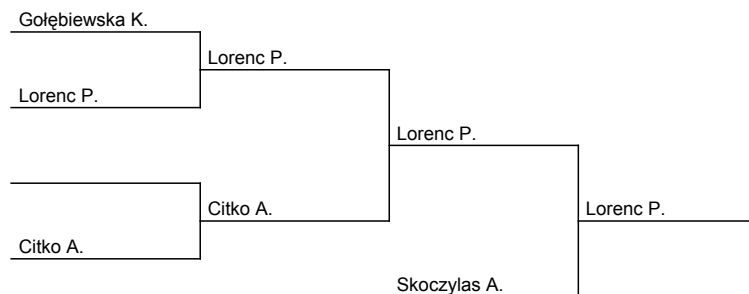 Gołębiewska K.
Lorenc P.
Lorenc P.
Lorenc P.
Citko A.
Lorenc P.
Citko A.
Skoczylas A.